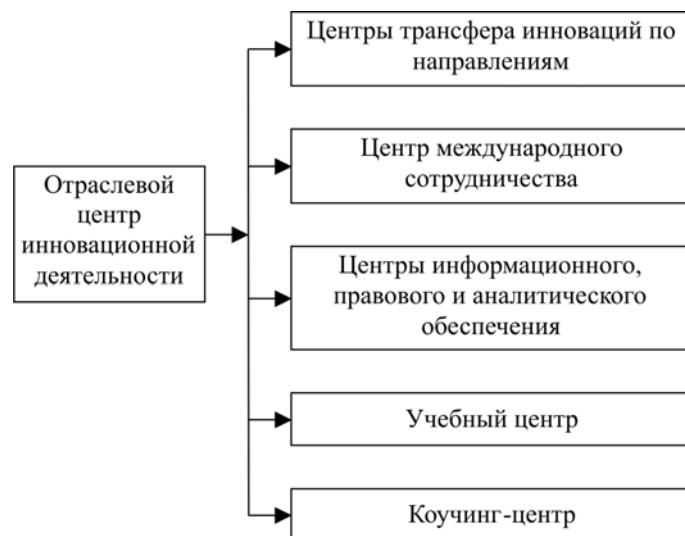 Отраслевой
центр
инновационной
деятельности
Центры трансфера инноваций по
направлениям
Центр международного
сотрудничества
Центры информационного,
правового и аналитического
обеспечения
Учебный центр
Коучинг-центр